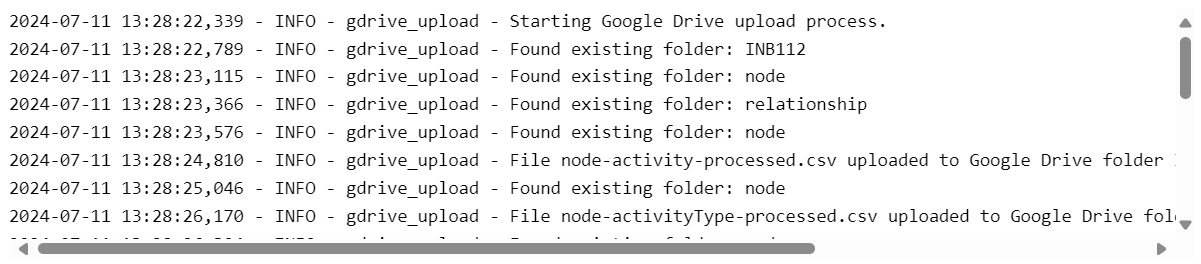 2024-07-11 13:28:22,339 - INFO - gdrive_upload - Starting Google Drive upload process.
2024-07-11 13:28:22,789 - INFO - gdrive_upload - Found existing folder: INB112
2024-07-11 13:28:23,115 - INFO - gdrive_upload - Found existing folder: node
2024-07-11 13:28:23,366 - INFO - gdrive_upload - Found existing folder: relationship
2024-07-11 13:28:23,576 - INFO - gdrive_upload - Found existing folder: node
2024-07-11 13:28:24,810 - INFO - gdrive_upload - File node-activity-processed.csv uploaded to Google Drive folder
2024-07-11 13:28:25,046 - INFO - gdrive_upload - Found existing folder: node
2024-07-11 13:28:26,170 - INFO - gdrive_upload - File node-activityType-processed.csv uploaded to Google Drive fol